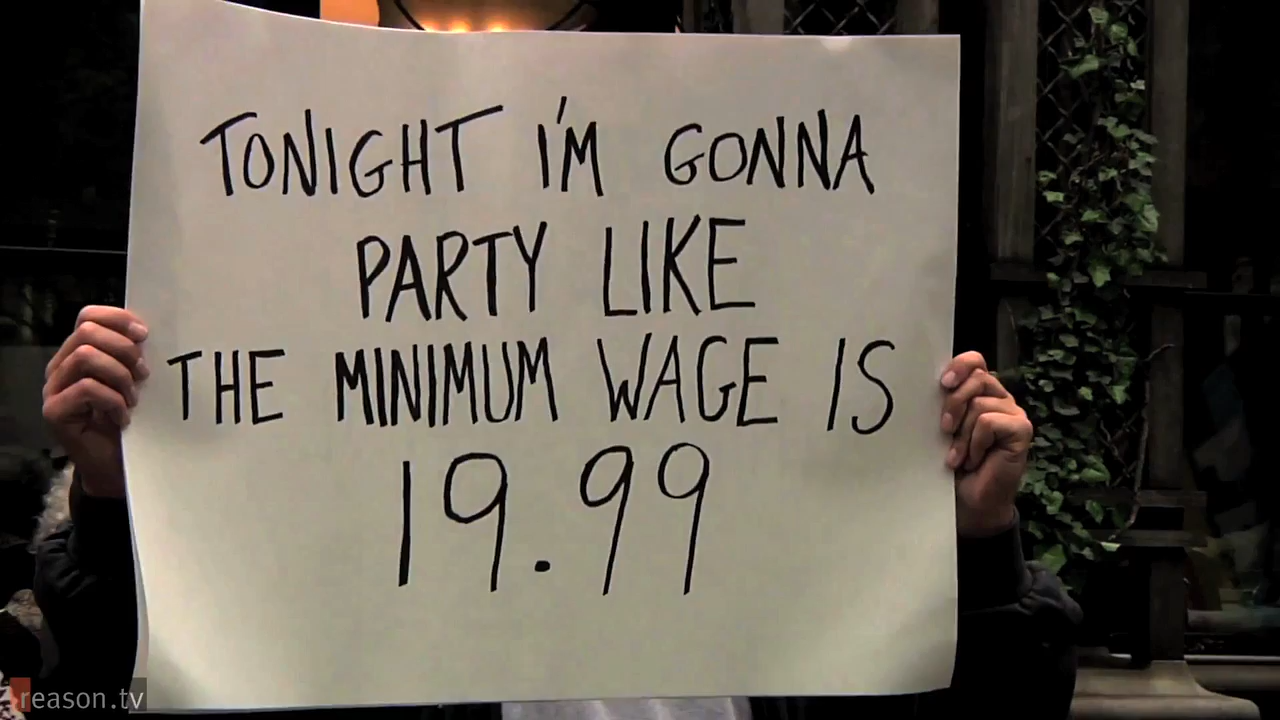 TONIGHT I'M GONNA
PARTY LIKE
THE MINIMUM WAGE IS
19.99
reason.tv